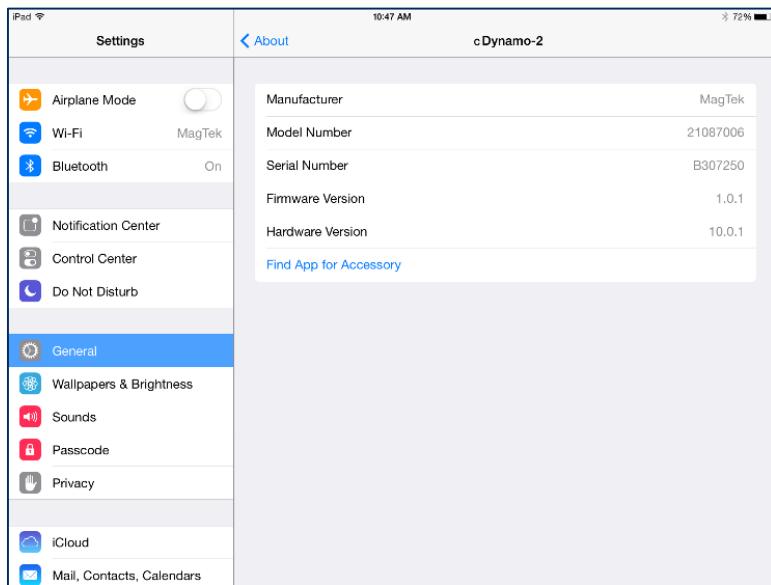 iPad 10:47 AM 72%
Settings
About cDynamo-2
Airplane Mode
Wi-Fi MagTek
Bluetooth On
Notification Center
Control Center
Do Not Disturb
General
Wallpapers & Brightness
Sounds
Passcode
Privacy
iCloud
Mail, Contacts, Calendars
Manufacturer MagTek
Model Number 21087006
Serial Number B307250
Firmware Version 1.0.1
Hardware Version 10.0.1
Find App for Accessory